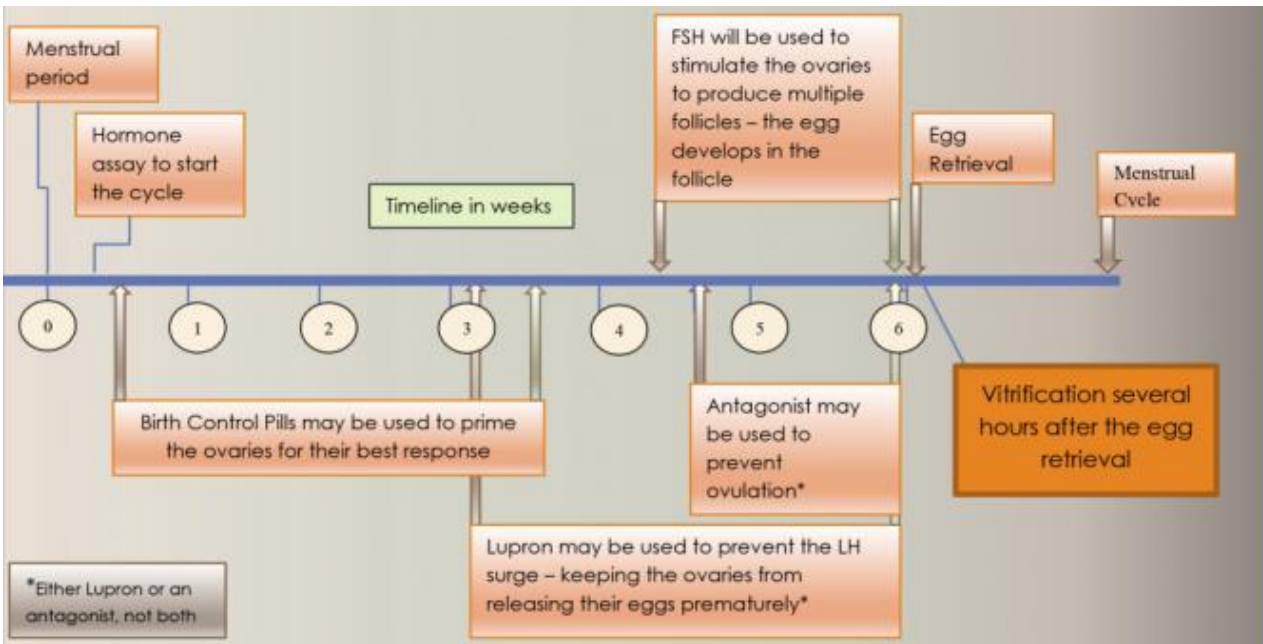 Menstrual
period
Hormone
assay to start
the cycle
Timeline in weeks
FSH will be used to
stimulate the ovaries
to produce multiple
follicles – the egg
develops in the
follicle
Egg
Retrieval
Menstrual
Cycle
0
1
2
3
4
5
6
Birth Control Pills may be used to prime
the ovaries for their best response
Antagonist may
be used to
prevent
ovulation*
Vitrification several
hours after the egg
retrieval
Lupron may be used to prevent the LH
surge – keeping the ovaries from
releasing their eggs prematurely*
*Either Lupron or an
antagonist, not both